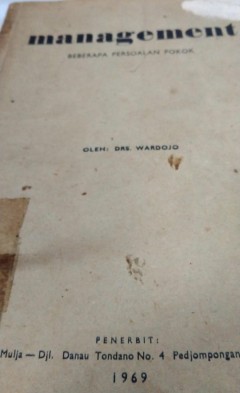 management
BEBERAPA PERSOALAN POKOK
OLEH: DRS. WARDOJO
PENERBIT:
Mulja — Djl. Danau Tondano No. 4 Pedjompongan
1969